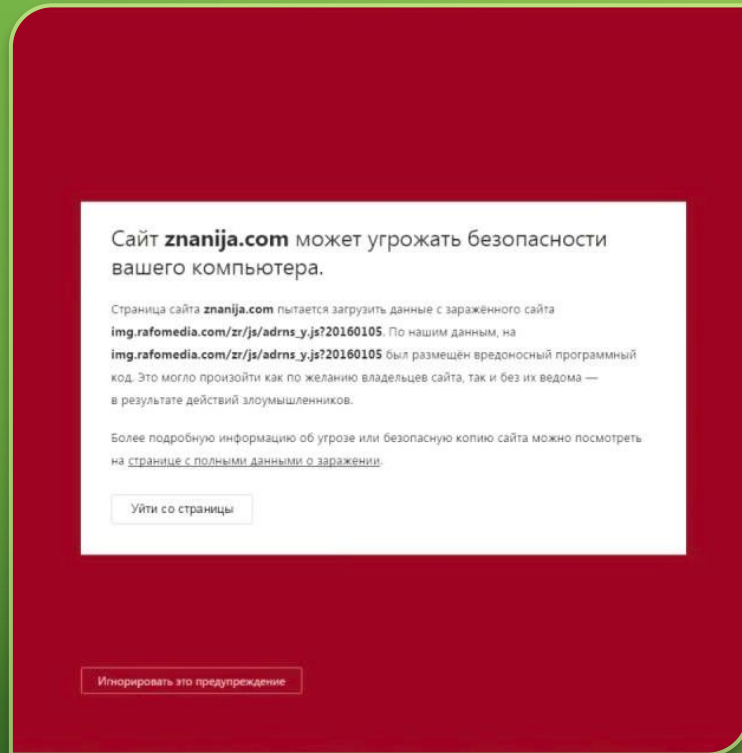 Сайт znanija.com может угрожать безопасности
вашего компьютера.
Страница сайта znanija.com пытается загрузить данные с заражённого сайта
img.rafomedia.com/zr/js/adrns_y.js?20160105. По нашим данным, на
img.rafomedia.com/zr/js/adrns_y.js?20160105 был размещён вредоносный программный
код. Это могло произойти как по желанию владельцев сайта, так и без их ведома —
в результате действий злоумышленников.
Более подробную информацию об угрозе или безопасную копию сайта можно посмотреть
на странице с полными данными о заражении.
Уйти со страницы
Игнорировать это предупреждение